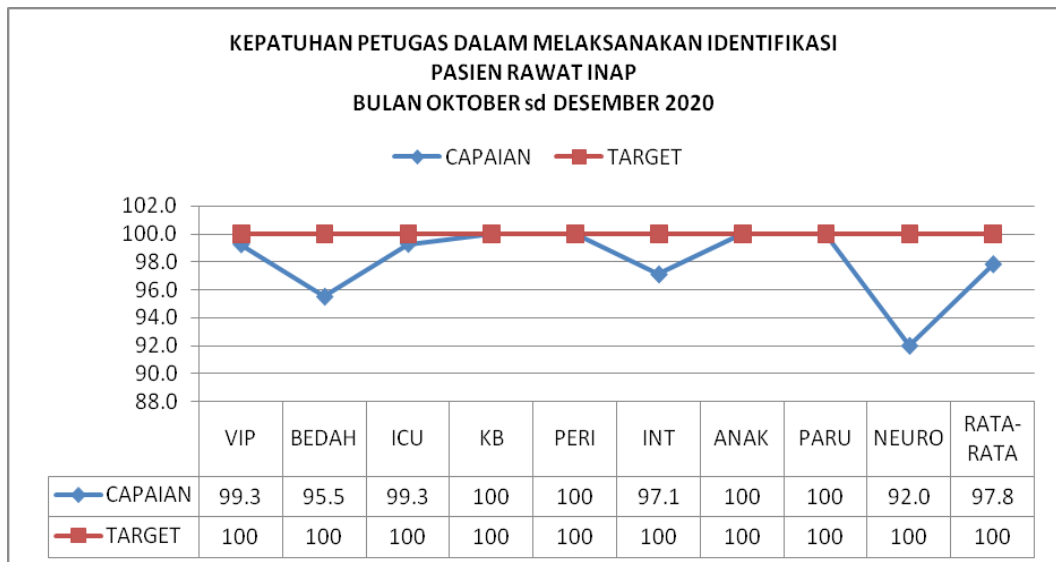 KEPATUHAN PETUGAS DALAM MELAKSANAKAN IDENTIFIKASI
PASIEN RAWAT INAP
BULAN OKTOBER sd DESEMBER 2020
CAPAIAN TARGET
102.0
100.0
98.0
96.0
94.0
92.0
90.0
88.0
VIP BEDAH ICU KB PERI INT ANAK PARU NEURO RATA-
RATA
CAPAIAN 99.3 95.5 99.3 100 100 97.1 100 100 92.0 97.8
TARGET 100 100 100 100 100 100 100 100 100 100